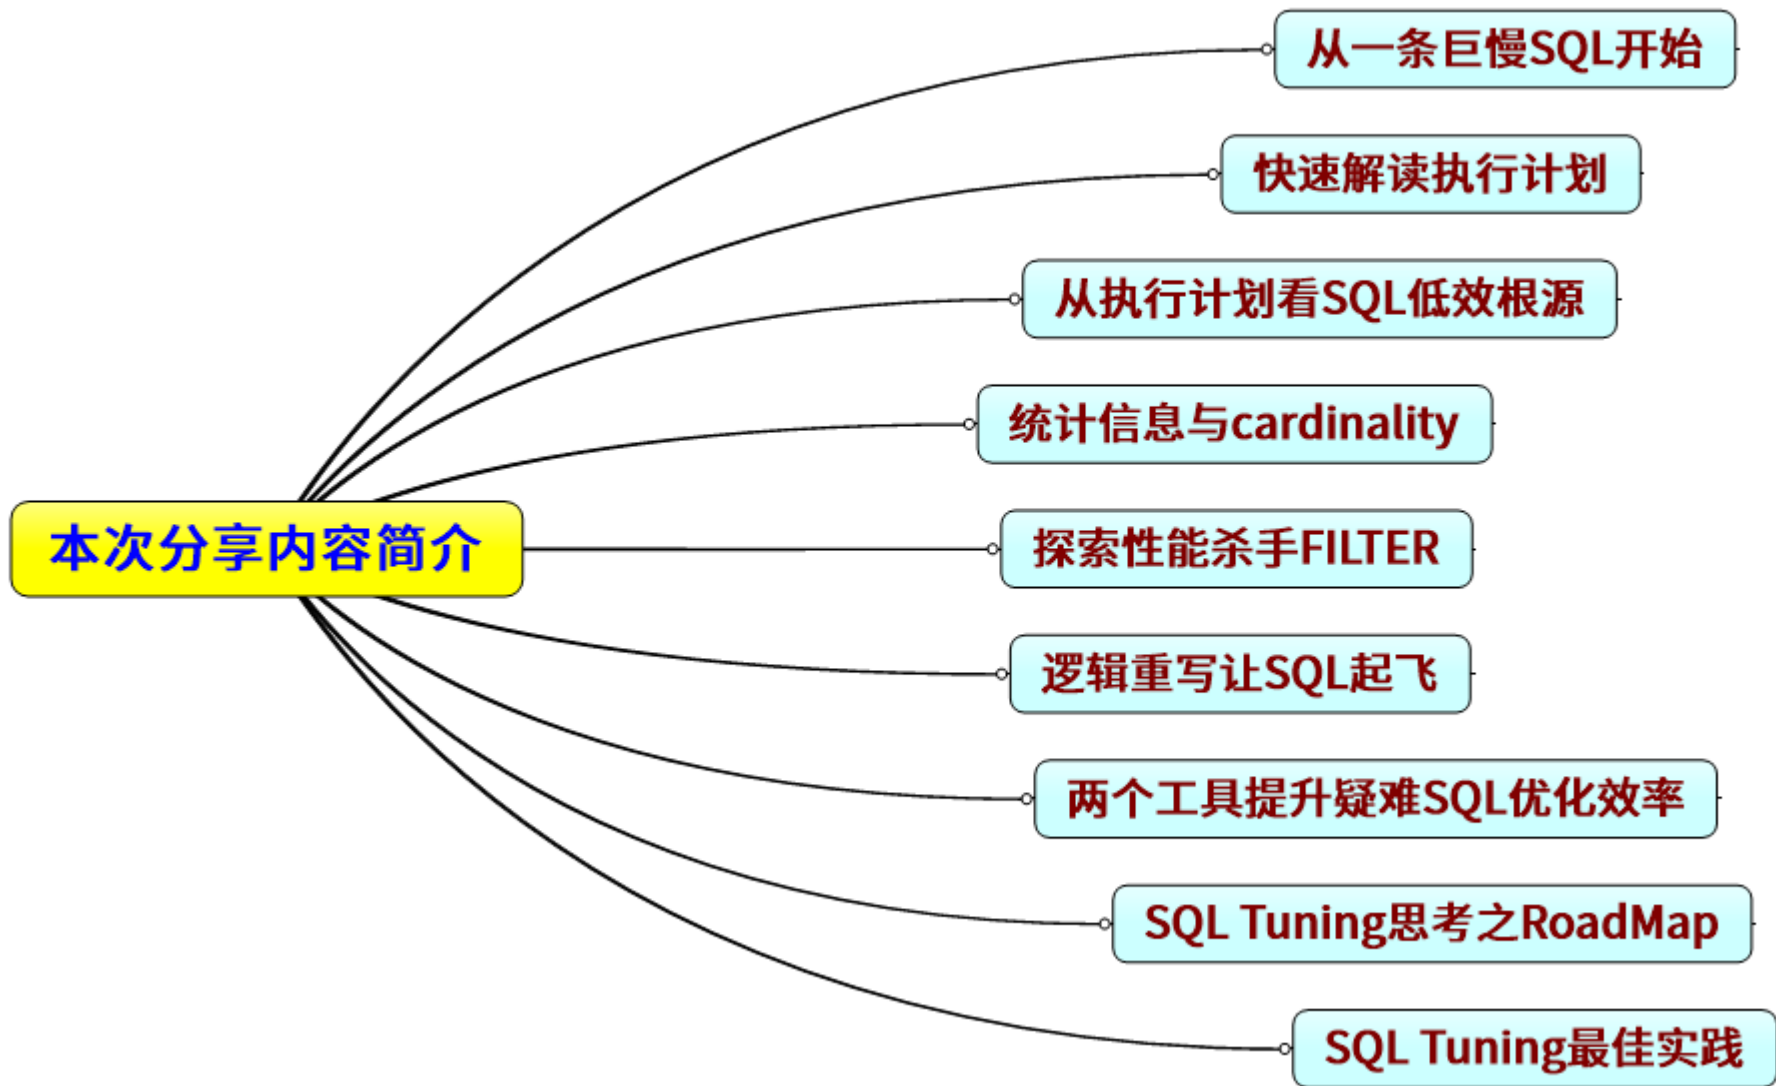 从一条巨慢SQL开始
快速解读执行计划
从执行计划看SQL低效根源
统计信息与cardinality
本次分享内容简介
探索性能杀手FILTER
逻辑重写让SQL起飞
两个工具提升疑难SQL优化效率
SQL Tuning思考之RoadMap
SQL Tuning最佳实践